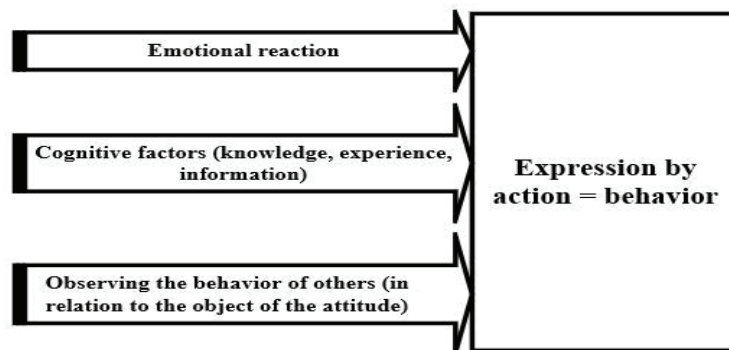 Emotional reaction
Cognitive factors (knowledge, experience,
information)
Expression by
action = behavior
Observing the behavior of others (in
relation to the object of the attitude)